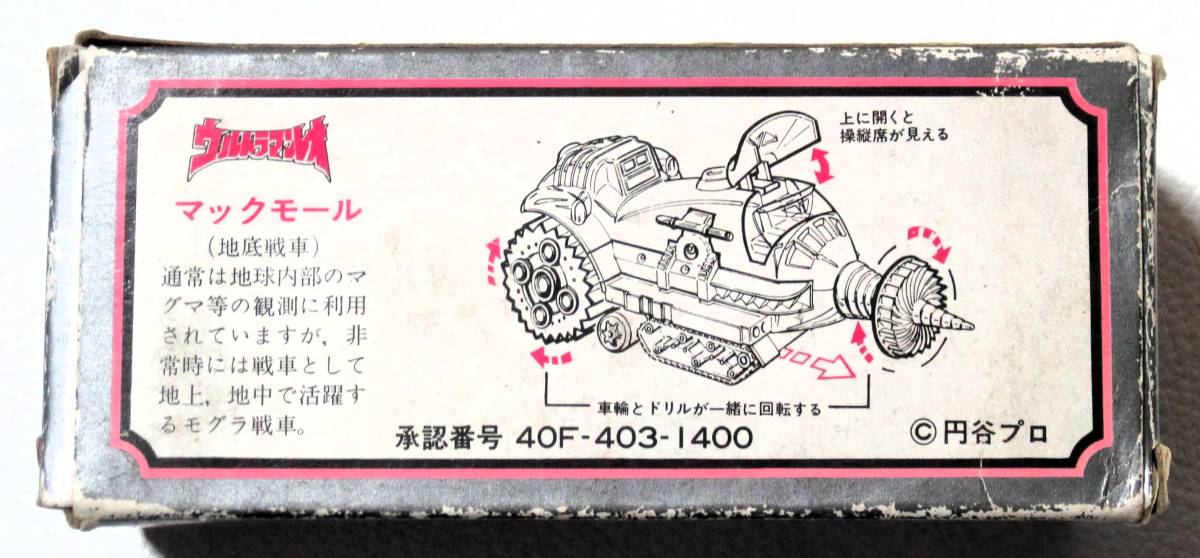 ウルトラマンレオ
マックモール
(地底戦車)
通常は地球内部のマ
グマ等の観測に利用
されていますが、非
常時には戦車として
地上、地中で活躍す
るモグラ戦車。
上に開くと
操縦席が見える
車輪とドリルが一緒に回転する
承認番号 40F-403-1400
©円谷プロ